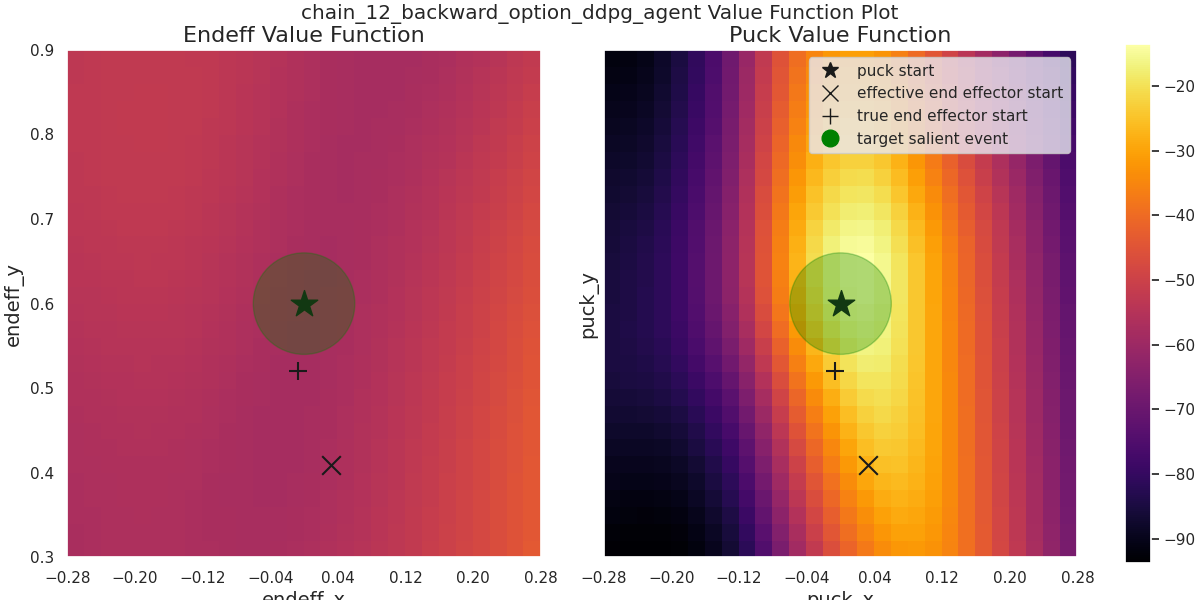 chain_12_backward_option_ddpg_agent Value Function Plot
Endeff Value Function
Puck Value Function
puck start
effective end effector start
true end effector start
target salient event
endeff_y
0.9
0.8
0.7
0.6
0.5
0.4
0.3
−0.28 −0.20 −0.12 −0.04 0.04 0.12 0.20 0.28
endeff_x
puck_y
−0.28 −0.20 −0.12 −0.04 0.04 0.12 0.20 0.28
puck_x
−20
−30
−40
−50
−60
−70
−80
−90